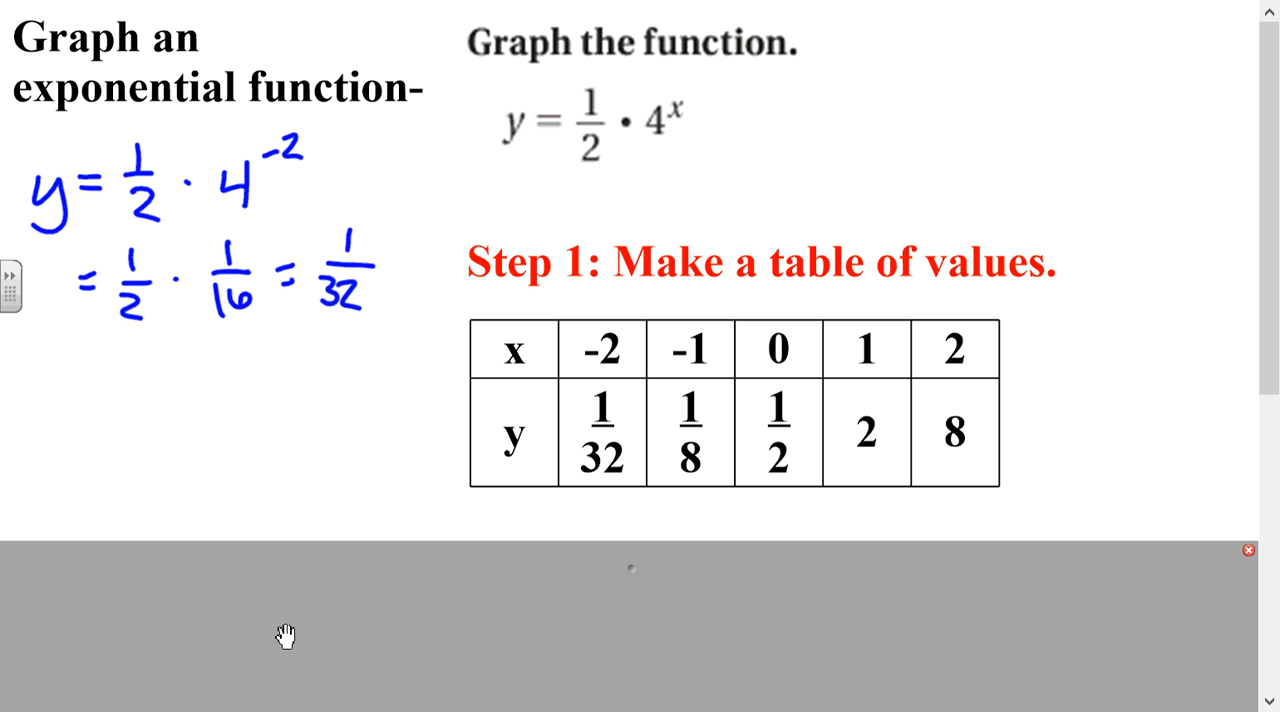 Graph an
exponential function-
y = 1/2 · 4^-2
= 1/2 · 1/16 = 1/32
Graph the function.
y = 1/2 • 4^x
Step 1: Make a table of values.
x -2 -1 0 1 2
y 1/32 1/8 1/2 2 8